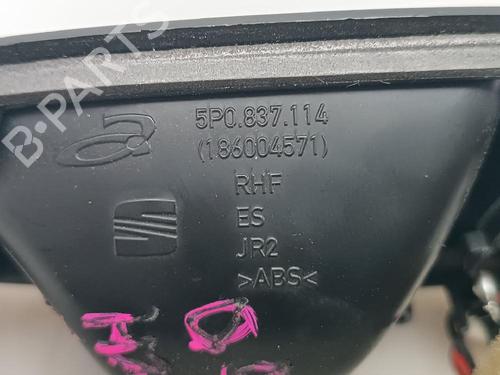 B-PARTS
5P0.837.114
(186004571)
RHF
ES
JR2
>ABS<